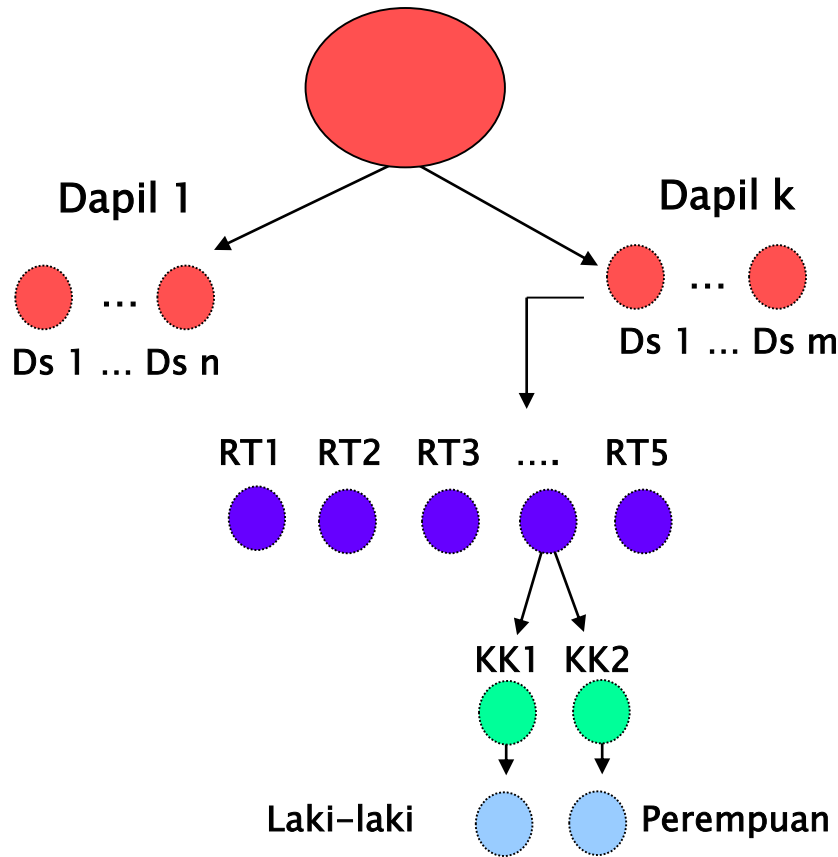 Dapil 1
Dapil k
Ds 1 ... Ds n
...
...
Ds 1 ... Ds m
RT1 RT2 RT3 .... RT5
KK1 KK2
Laki-laki
Perempuan